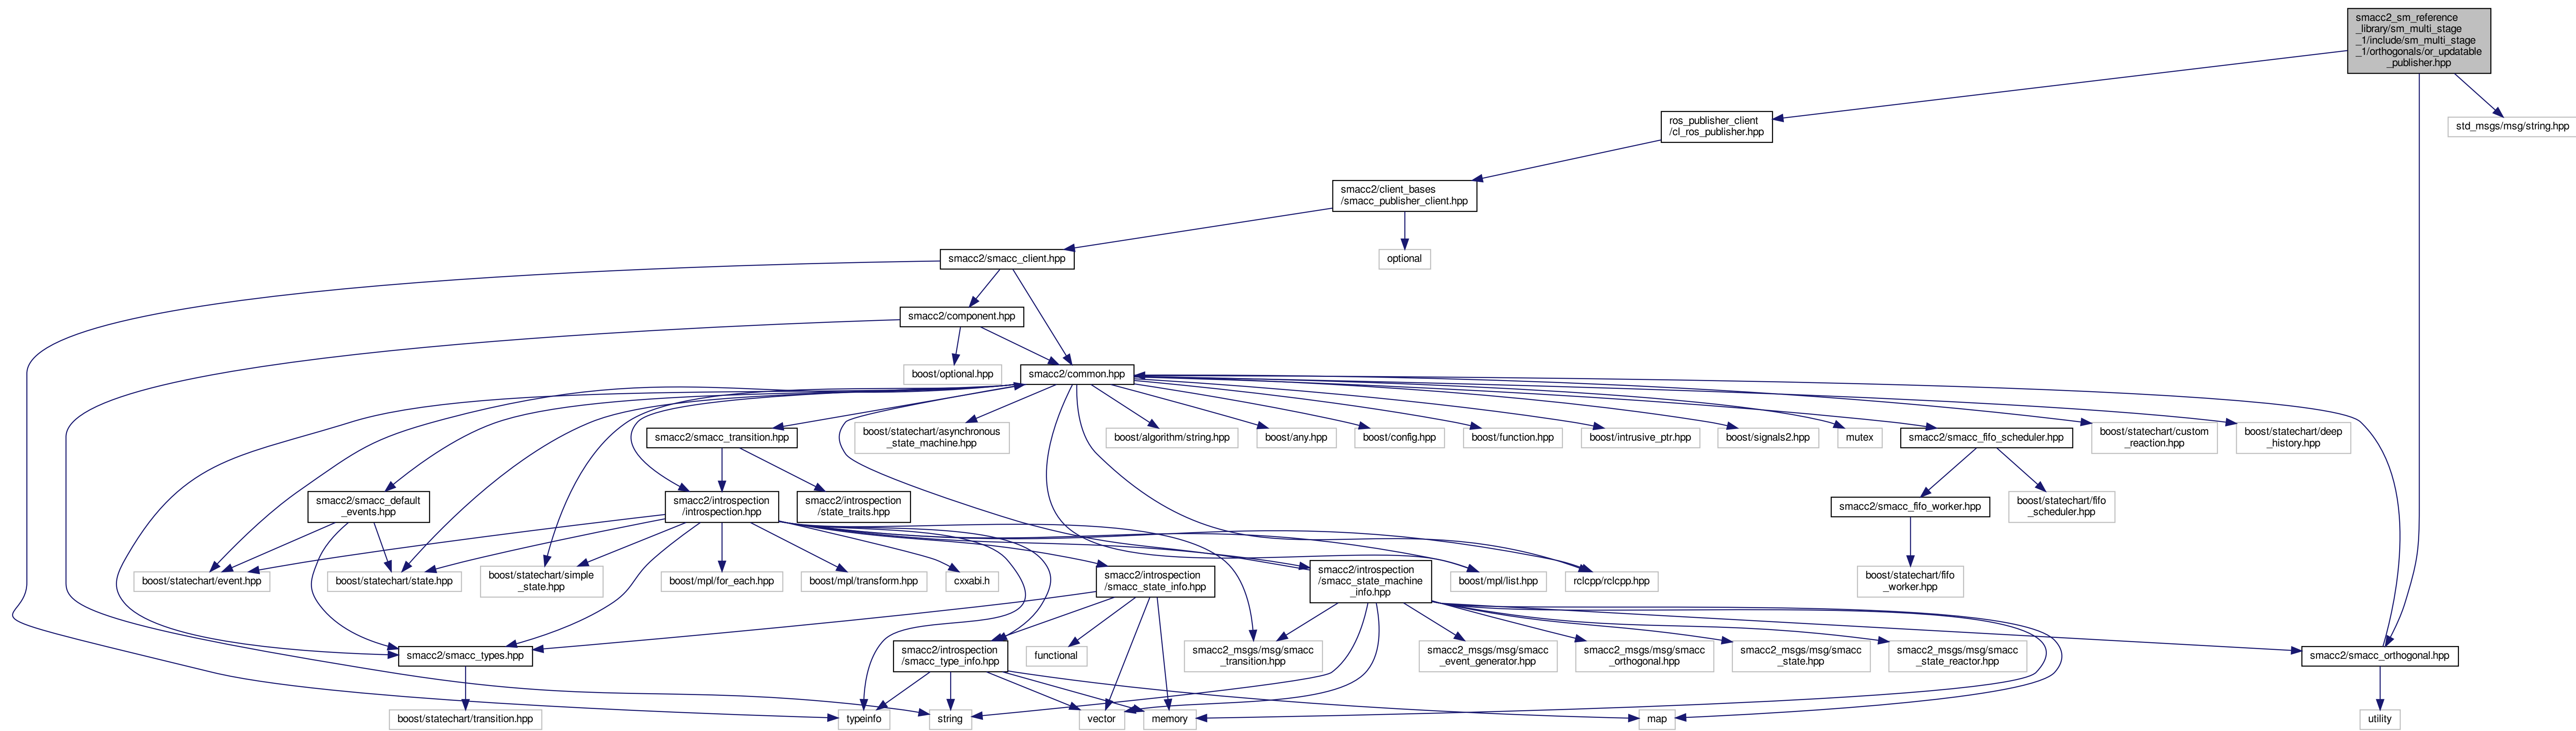 smacc2_sm_reference
_library/sm_multi_stage
_1/include/sm_multi_stage
_1/orthogonals/or_updatable
_publisher.hpp
ros_publisher_client
/cl_ros_publisher.hpp
std_msgs/msg/string.hpp
smacc2/client_bases
/smacc_publisher_client.hpp
smacc2/smacc_client.hpp
optional
smacc2/component.hpp
boost/optional.hpp
smacc2/common.hpp
smacc2/smacc_transition.hpp
boost/statechart/asynchronous
_state_machine.hpp
boost/algorithm/string.hpp
boost/any.hpp
boost/config.hpp
boost/function.hpp
boost/intrusive_ptr.hpp
boost/signals2.hpp
mutex
smacc2/smacc_fifo_scheduler.hpp
boost/statechart/custom
_reaction.hpp
boost/statechart/deep
_history.hpp
smacc2/smacc_default
_events.hpp
smacc2/introspection
/introspection.hpp
smacc2/introspection
/state_traits.hpp
smacc2/smacc_fifo_worker.hpp
boost/statechart/fifo
_scheduler.hpp
boost/statechart/event.hpp
boost/statechart/state.hpp
boost/statechart/simple
_state.hpp
boost/mpl/for_each.hpp
boost/mpl/transform.hpp
cxxabi.h
smacc2/introspection
/smacc_state_info.hpp
smacc2/introspection
/smacc_state_machine
_info.hpp
boost/mpl/list.hpp
rclcpp/rclcpp.hpp
boost/statechart/fifo
_worker.hpp
smacc2/smacc_types.hpp
smacc2/introspection
/smacc_type_info.hpp
functional
smacc2_msgs/msg/smacc
_transition.hpp
smacc2_msgs/msg/smacc
_event_generator.hpp
smacc2_msgs/msg/smacc
_orthogonal.hpp
smacc2_msgs/msg/smacc
_state.hpp
smacc2_msgs/msg/smacc
_state_reactor.hpp
smacc2/smacc_orthogonal.hpp
boost/statechart/transition.hpp
typeinfo
string
vector
memory
map
utility